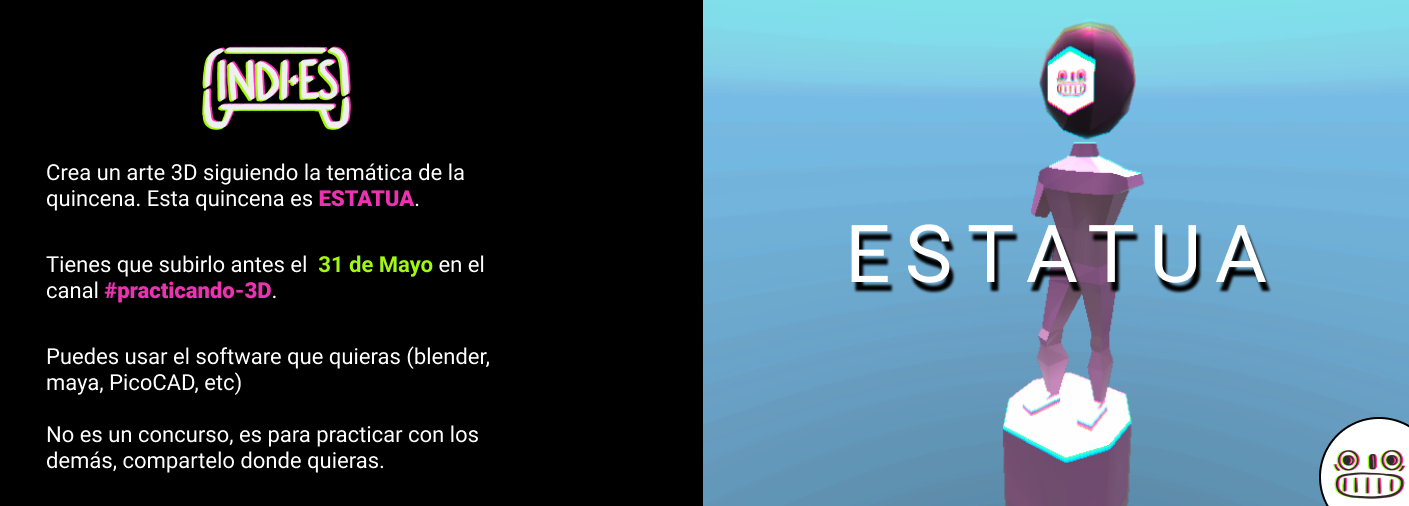 INDI-ES
Crea un arte 3D siguiendo la temática de la
quincena. Esta quincena es ESTATUA.
Tienes que subirlo antes el 31 de Mayo en el
canal #practicando-3D.
Puedes usar el software que quieras (blender,
maya, PicoCAD, etc)
No es un concurso, es para practicar con los
demás, compartelo donde quieras.
ESTATUA